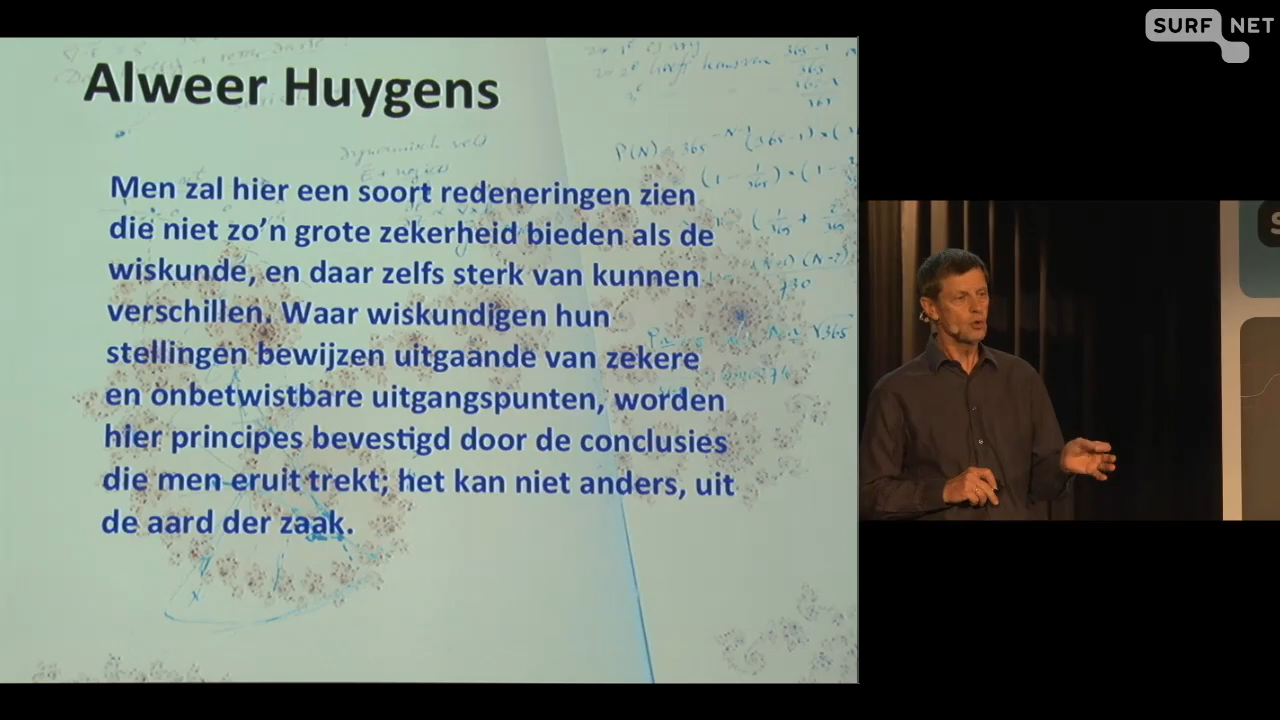 SURF NET
Alweer Huygens
Men zal hier een soort redeneringen zien
die niet zo’n grote zekerheid bieden als de
wiskunde, en daar zelfs sterk van kunnen
verschillen. Waar wiskundigen hun
stellingen bewijzen uitgaande van zekere
en onbetwistbare uitgangspunten, worden
hier principes bevestigd door de conclusies
die men eruit trekt; het kan niet anders, uit
de aard der zaak.